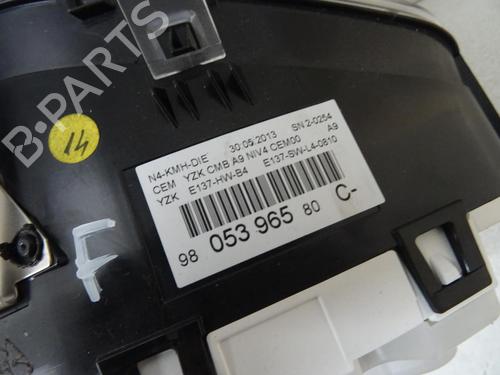 B-PARTS
14
N4-KMH-DIE 30 05 2013 SN 2-0254
CEM YZK CMB A9 NIV4 CEM00 A9
YZK E137-HW-B4 E137-SW-L4-0810
98 053 965 80 C-
F